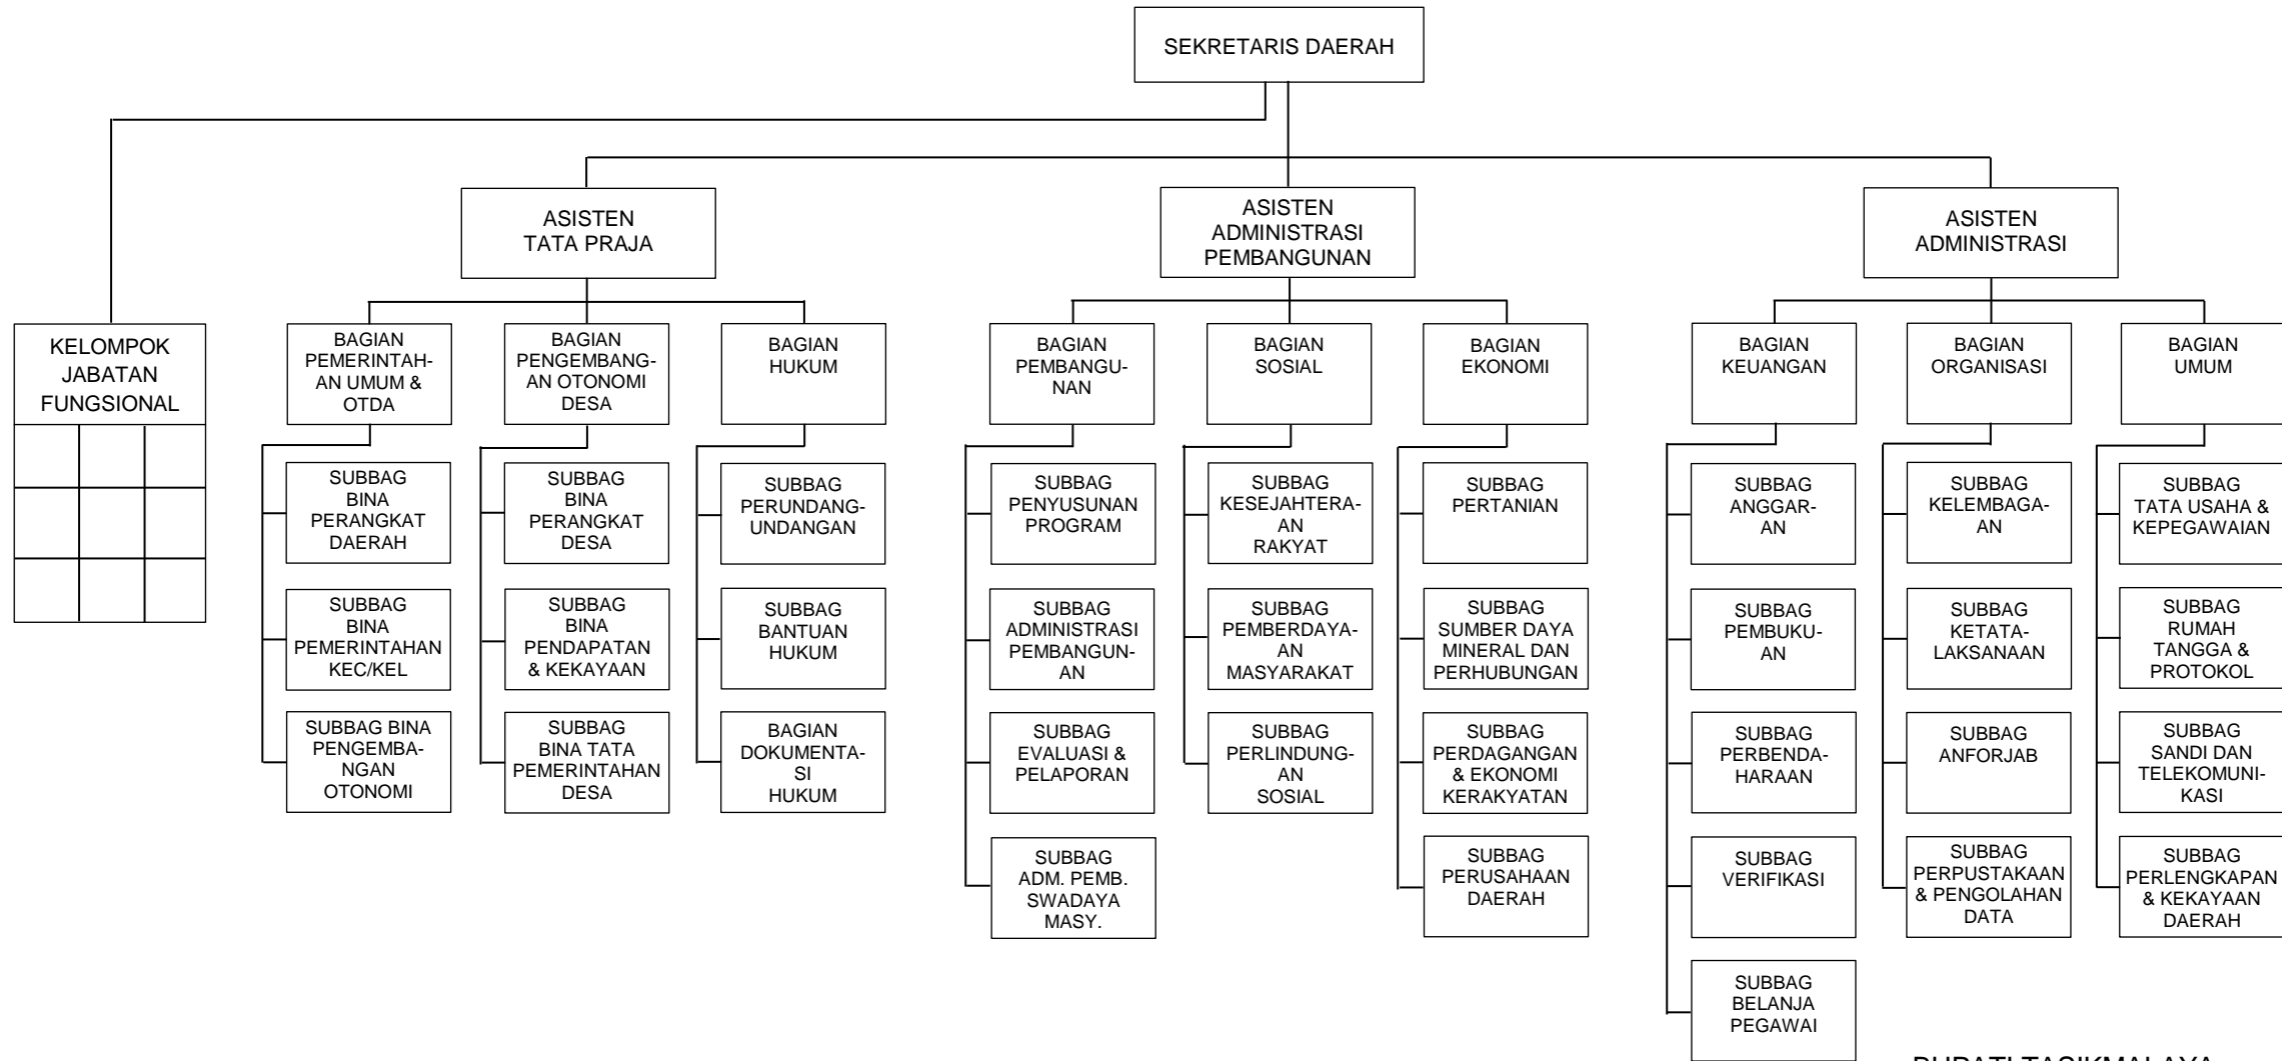 SEKRETARIS DAERAH
ASISTEN
TATA PRAJA
ASISTEN
ADMINISTRASI
PEMBANGUNAN
ASISTEN
ADMINISTRASI
KELOMPOK
JABATAN
FUNGSIONAL
BAGIAN
PEMERINTAH-
AN UMUM &
OTDA
BAGIAN
PENGEMBANG-
AN OTONOMI
DESA
BAGIAN
HUKUM
BAGIAN
PEMBANGU-
NAN
BAGIAN
SOSIAL
BAGIAN
EKONOMI
BAGIAN
KEUANGAN
BAGIAN
ORGANISASI
BAGIAN
UMUM
SUBBAG
BINA
PERANGKAT
DAERAH
SUBBAG
BINA
PERANGKAT
DESA
SUBBAG
PERUNDANG-
UNDANGAN
SUBBAG
PENYUSUNAN
PROGRAM
SUBBAG
KESEJAHTERA-
AN
RAKYAT
SUBBAG
PERTANIAN
SUBBAG
ANGGAR-
AN
SUBBAG
KELEMBAGA-
AN
SUBBAG
TATA USAHA &
KEPEGAWAIAN
SUBBAG
BINA
PEMERINTAHAN
KEC/KEL
SUBBAG
BINA
PENDAPATAN
& KEKAYAAN
SUBBAG
BANTUAN
HUKUM
SUBBAG
ADMINISTRASI
PEMBANGUN-
AN
SUBBAG
PEMBERDAYA-
AN
MASYARAKAT
SUBBAG
SUMBER DAYA
MINERAL DAN
PERHUBUNGAN
SUBBAG
PEMBUKU-
AN
SUBBAG
KETATA-
LAKSANAAN
SUBBAG
RUMAH
TANGGA &
PROTOKOL
SUBBAG BINA
PENGEMBA-
NGAN
OTONOMI
SUBBAG
BINA TATA
PEMERINTAHAN
DESA
BAGIAN
DOKUMENTA-
SI
HUKUM
SUBBAG
EVALUASI &
PELAPORAN
SUBBAG
PERLINDUNG-
AN
SOSIAL
SUBBAG
PERDAGANGAN
& EKONOMI
KERAKYATAN
SUBBAG
PERBENDA-
HARAAN
SUBBAG
ANFORJAB
SUBBAG
SANDI DAN
TELEKOMUNI-
KASI
SUBBAG
ADM. PEMB.
SWADAYA
MASY.
SUBBAG
PERUSAHAAN
DAERAH
SUBBAG
VERIFIKASI
SUBBAG
PERPUSTAKAAN
& PENGOLAHAN
DATA
SUBBAG
PERLENGKAPAN
& KEKAYAAN
DAERAH
SUBBAG
BELANJA
PEGAWAI
BUPATI TASIKMALAYA